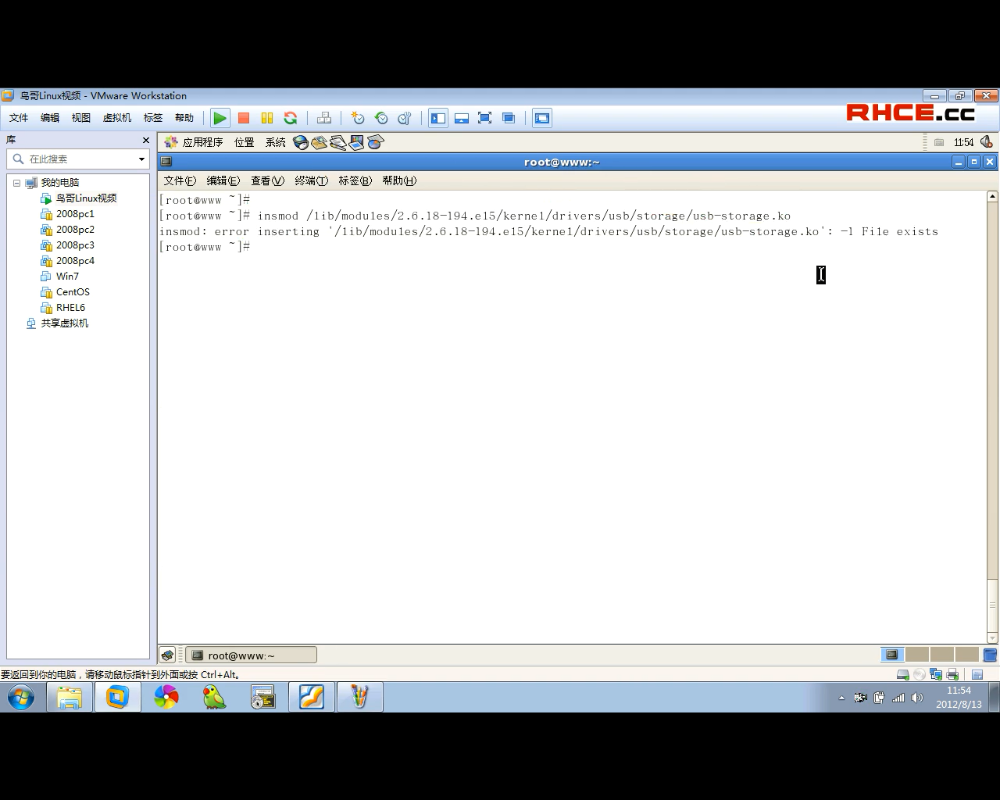 鸟哥Linux视频 - VMware Workstation
文件 编辑 视图 虚拟机 标签 帮助
RHCE.cc
库
应用程序 位置 系统
11:54
在此搜索
root@www:~
我的电脑
文件(F) 编辑(E) 查看(V) 终端(T) 标签(B) 帮助(H)
鸟哥Linux视频
2008pc1
2008pc2
2008pc3
2008pc4
Win7
CentOS
RHEL6
共享虚拟机
[root@www ~]#
[root@www ~]# insmod /lib/modules/2.6.18-194.el5/kernel/drivers/usb/storage/usb-storage.ko
insmod: error inserting '/lib/modules/2.6.18-194.el5/kernel/drivers/usb/storage/usb-storage.ko': -1 File exists
[root@www ~]#
root@www:~
要返回到你的电脑，请移动鼠标指针到外面或按 Ctrl+Alt。
11:54
2012/8/13